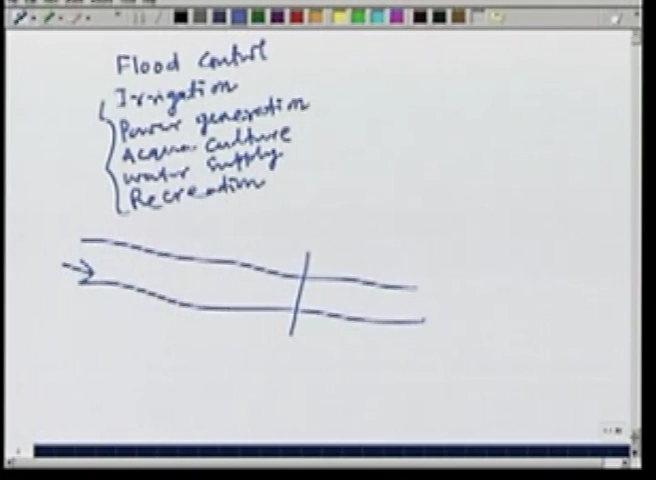 Flood Control
Irrigation
Power generation
Acqua culture
Water Supply
Recreation